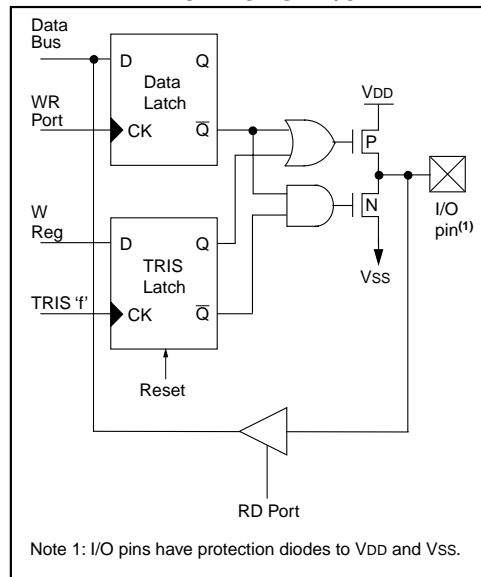 Data
Bus
D
Q
Data
Latch
VDD
WR
Port
CK
Q
P
W
Reg
N
I/O
pin(1)
D
Q
TRIS
Latch
VSS
TRIS 'f'
CK
Q
Reset
RD Port
Note 1: I/O pins have protection diodes to VDD and VSS.